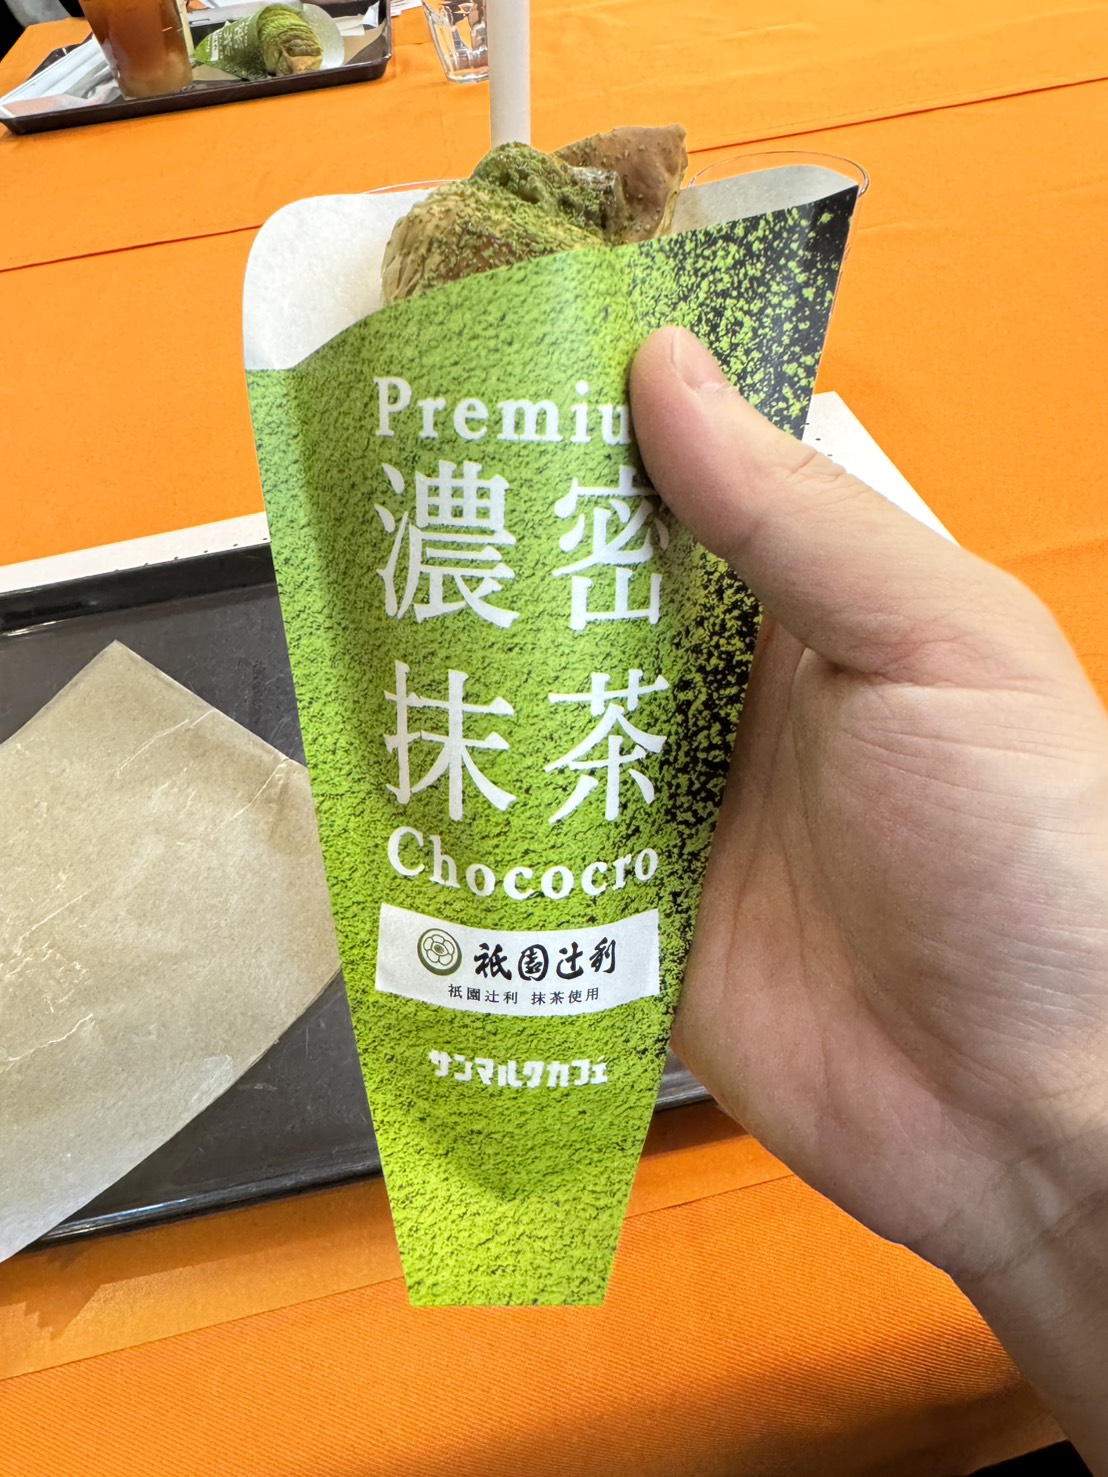 Premiu
濃密
抹茶
Chococro
祇園辻利
祇園辻利 抹茶使用
サンマルクカフェ